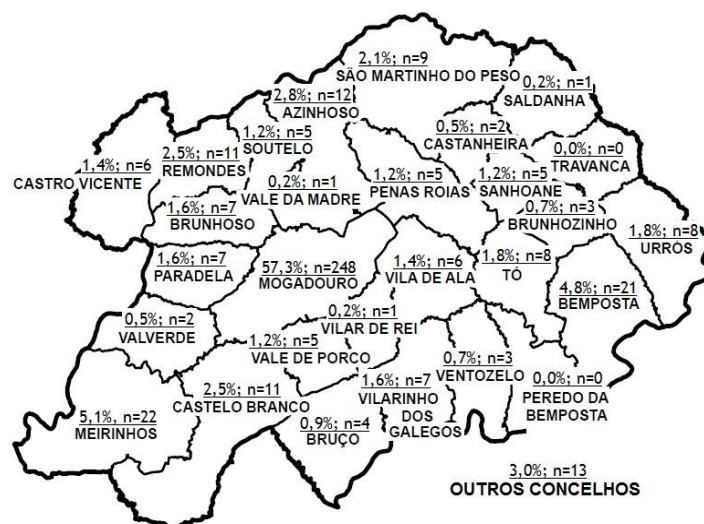 2,1%; n=9
SÃO MARTINHO DO PESO
0,2%; n=1
SALDANHA
2,8%; n=12
AZINHOSO
0,5%; n=2
CASTANHEIRA
1,2%; n=5
SOUTELO
0,0%; n=0
TRAVANCA
1,4%; n=6
CASTRO VICENTE
2,5%; n=11
REMONDES
0,2%; n=1
VALE DA MADRE
1,2%; n=5
PENAS ROIAS
1,2%; n=5
SANHOANE
1,6%; n=7
BRUNHOSO
0,7%; n=3
BRUNHOZINHO
1,8%; n=8
URRÓS
1,6%; n=7
PARADELA
57,3%; n=248
MOGADOURO
1,4%; n=6
VILA DE ALA
1,8%; n=8
TÓ
4,8%; n=21
BEMPOSTA
0,5%; n=2
VALVERDE
0,2%; n=1
VILAR DE REI
1,2%; n=5
VALE DE PORCO
0,7%; n=3
VENTOZELO
0,0%; n=0
PEREDO DA
BEMPOSTA
5,1%, n=22
MEIRINHOS
2,5%; n=11
CASTELO BRANCO
1,6%; n=7
VILARINHO
DOS
GALEGOS
0,9%; n=4
BRUÇO
3,0%; n=13
OUTROS CONCELHOS